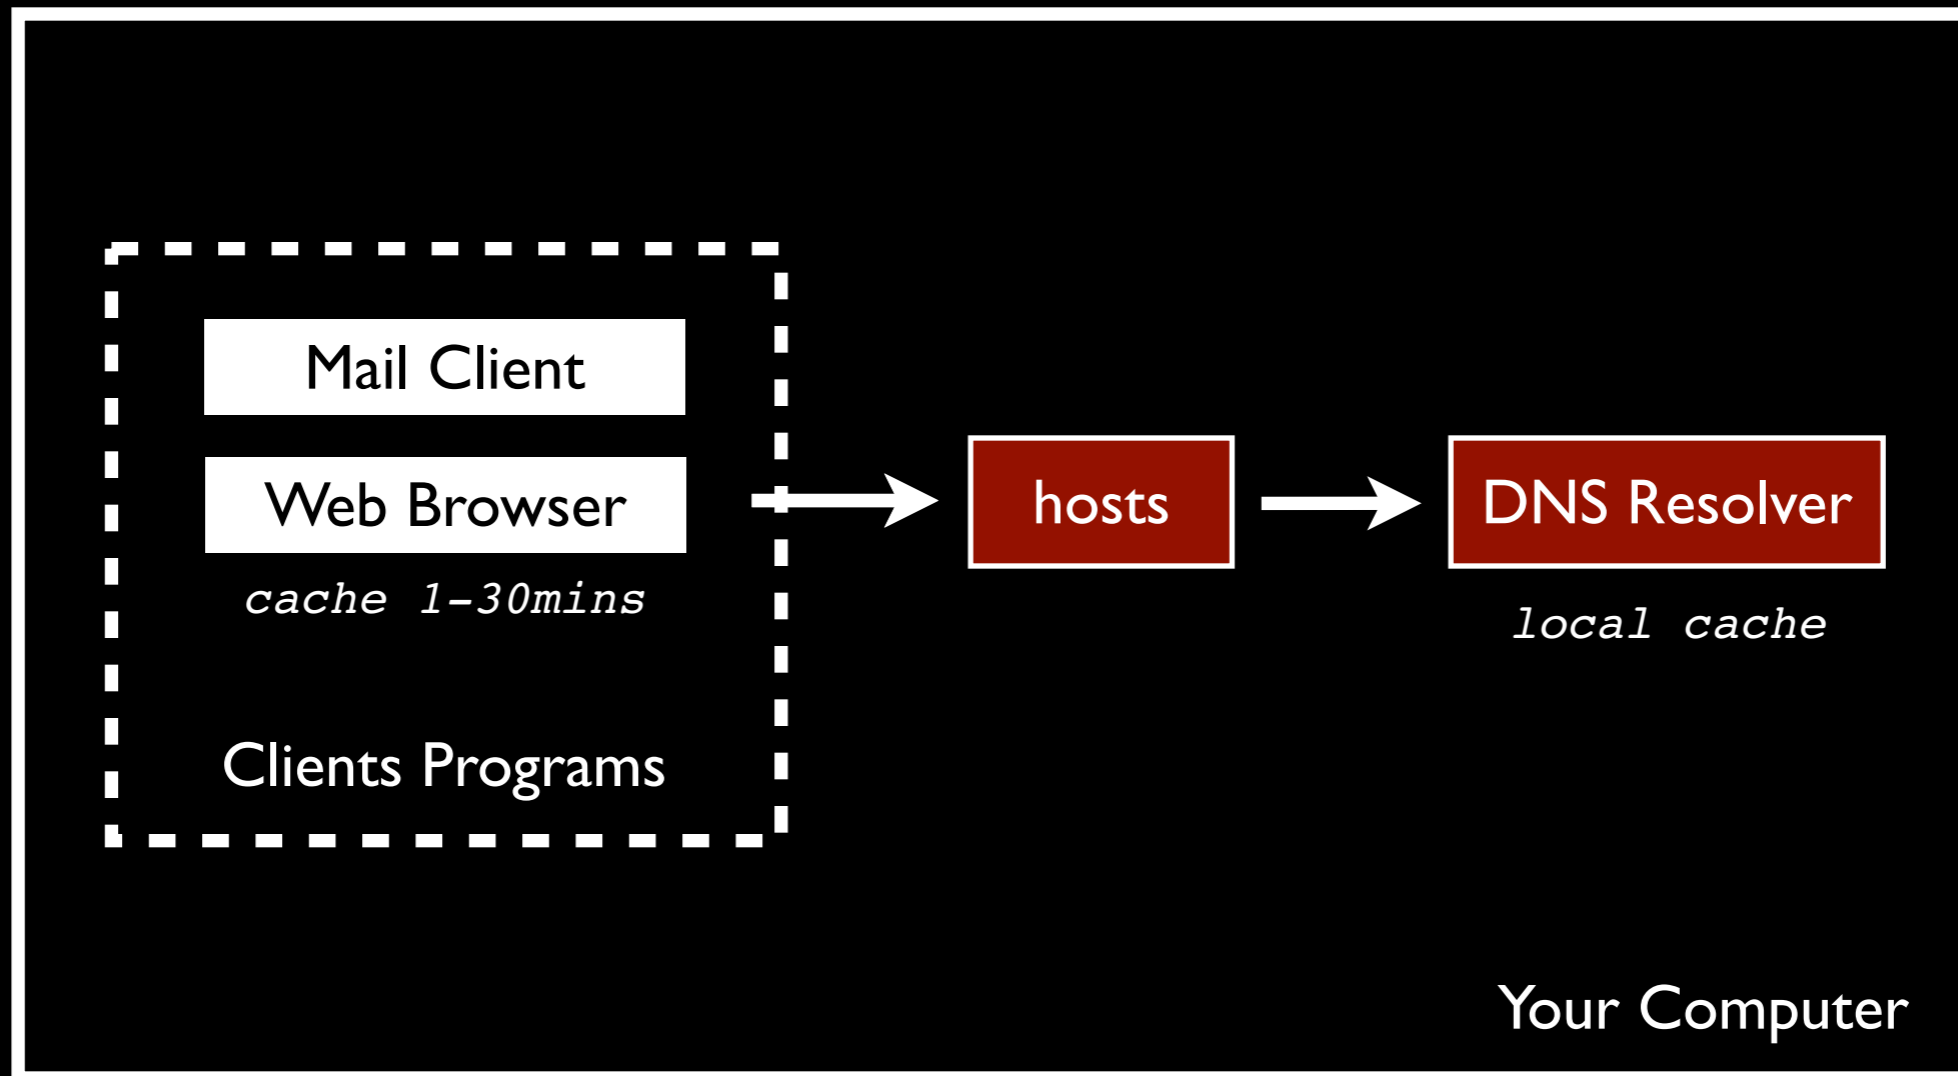 Mail Client
Web Browser
cache 1-30mins
Clients Programs
hosts
DNS Resolver
local cache
Your Computer